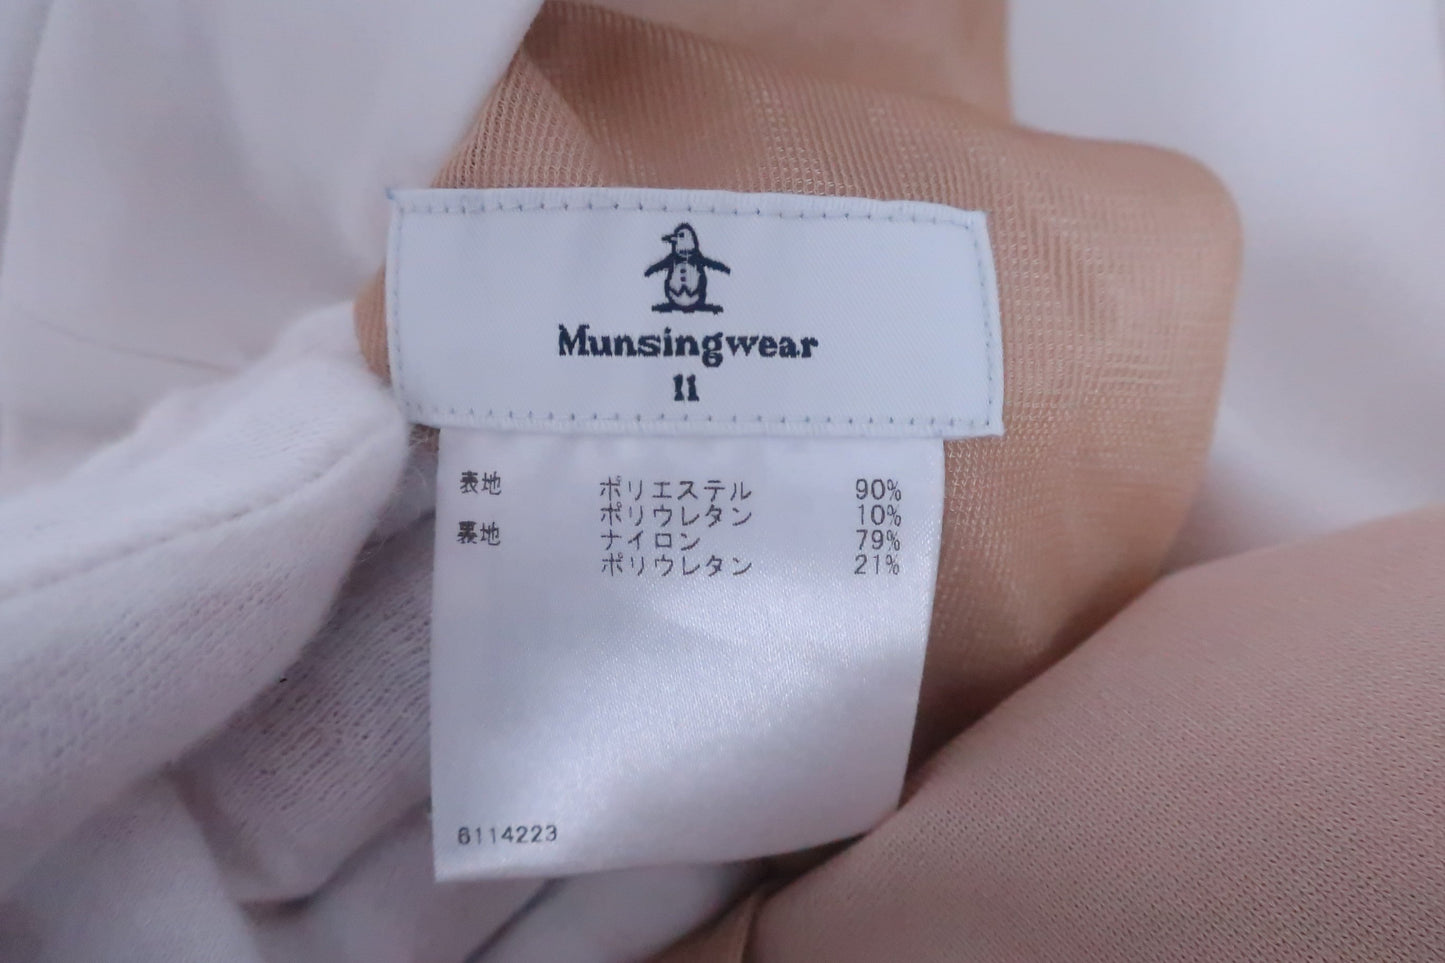 Munsingwear
11
表地 ポリエステル 90%
ポリウレタン 10%
裏地 ナイロン 79%
ポリウレタン 21%
6114223